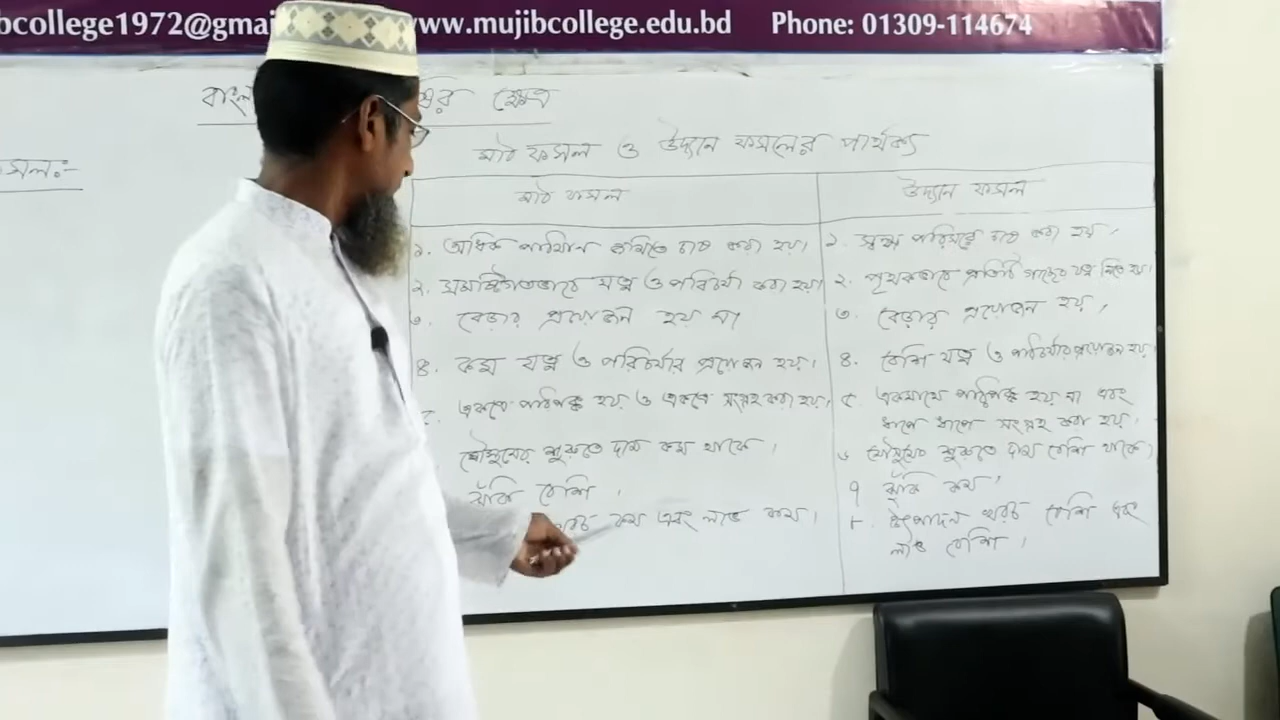 bcollege1972@gmai www.mujibcollege.edu.bd Phone: 01309-114674
বাংল ক্ষেত্র
মাঠ ফসল ও উদ্যান ফসলের পার্থক্য
সলঃ-
মাঠ ফসল
উদ্যান ফসল
১. অধিক পরিমান জমিতে চাষ করা হয়।
২. সমষ্টিগতভাবে যত্ন ও পরিচর্যা করা হয়।
৩. বেড়ার প্রয়োজন হয় না
৪. কম যত্ন ও পরিচর্যার প্রয়োজন হয়।
৫. একত্রে পরিপক্ক হয় ও একত্রে সংগ্রহ করা হয়।
মৌসুমের শুরুতে দাম কম থাকে।
ঝুঁকি বেশি।
খরচ কম এবং লাভ কম।
১. স্বল্প পরিসরে চাষ করা হয়।
২. পৃথকভাবে প্রতিটি গাছের যত্ন নিতে হয়।
৩. বেড়ার প্রয়োজন হয়।
৪. বেশি যত্ন ও পরিচর্যার প্রয়োজন হয়।
৫. একসাথে পরিপক্ক হয় না এবং
ধাপে ধাপে সংগ্রহ করা হয়।
৬ মৌসুমের শুরুতে দাম বেশি থাকে।
৭ ঝুঁকি কম।
৮. উৎপাদন খরচ বেশি এবং
লাভ বেশি।